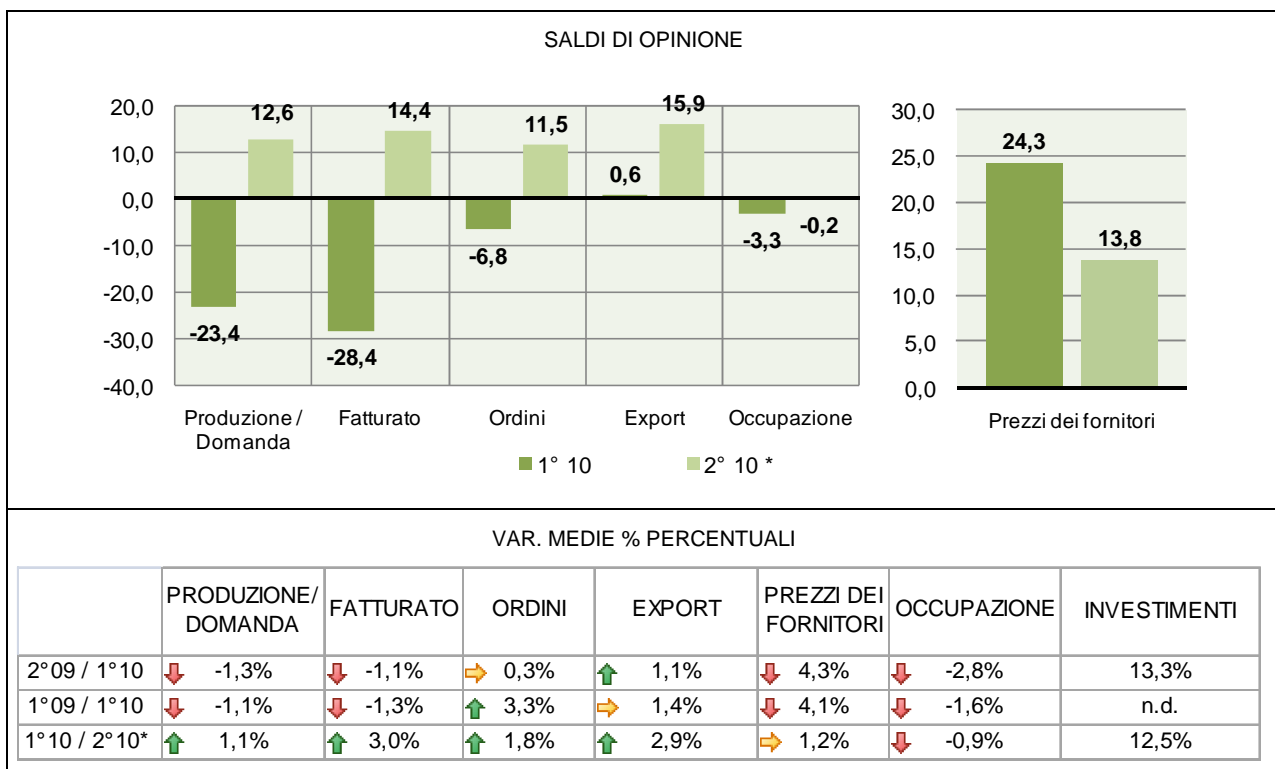 SALDI DI OPINIONE
20,0
10,0
0,0
-10,0
-20,0
-30,0
-40,0
12,6
14,4
11,5
15,9
0,6
-23,4
-28,4
-6,8
-3,3
-0,2
Produzione / Domanda
Fatturato
Ordini
Export
Occupazione
1° 10
2° 10 *
30,0
25,0
20,0
15,0
10,0
5,0
0,0
24,3
13,8
Prezzi dei fornitori
VAR. MEDIE % PERCENTUALI
PRODUZIONE/ DOMANDA FATTURATO ORDINI EXPORT PREZZI DEI FORNITORI OCCUPAZIONE INVESTIMENTI
2°09 / 1°10 -1,3% -1,1% 0,3% 1,1% 4,3% -2,8% 13,3%
1°09 / 1°10 -1,1% -1,3% 3,3% 1,4% 4,1% -1,6% n.d.
1°10 / 2°10* 1,1% 3,0% 1,8% 2,9% 1,2% -0,9% 12,5%